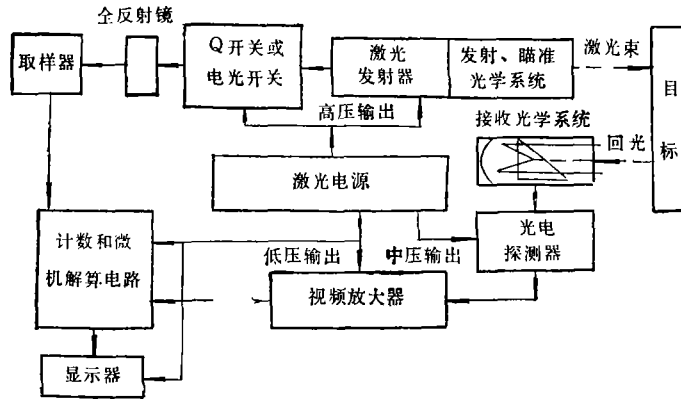 全反射镜
取样器
Q开关或
电光开关
激光
发射器
发射、瞄准
光学系统
激光束
目
标
高压输出
接收光学系统
回光
激光电源
计数和微
机解算电路
低压输出
中压输出
光电
探测器
视频放大器
显示器